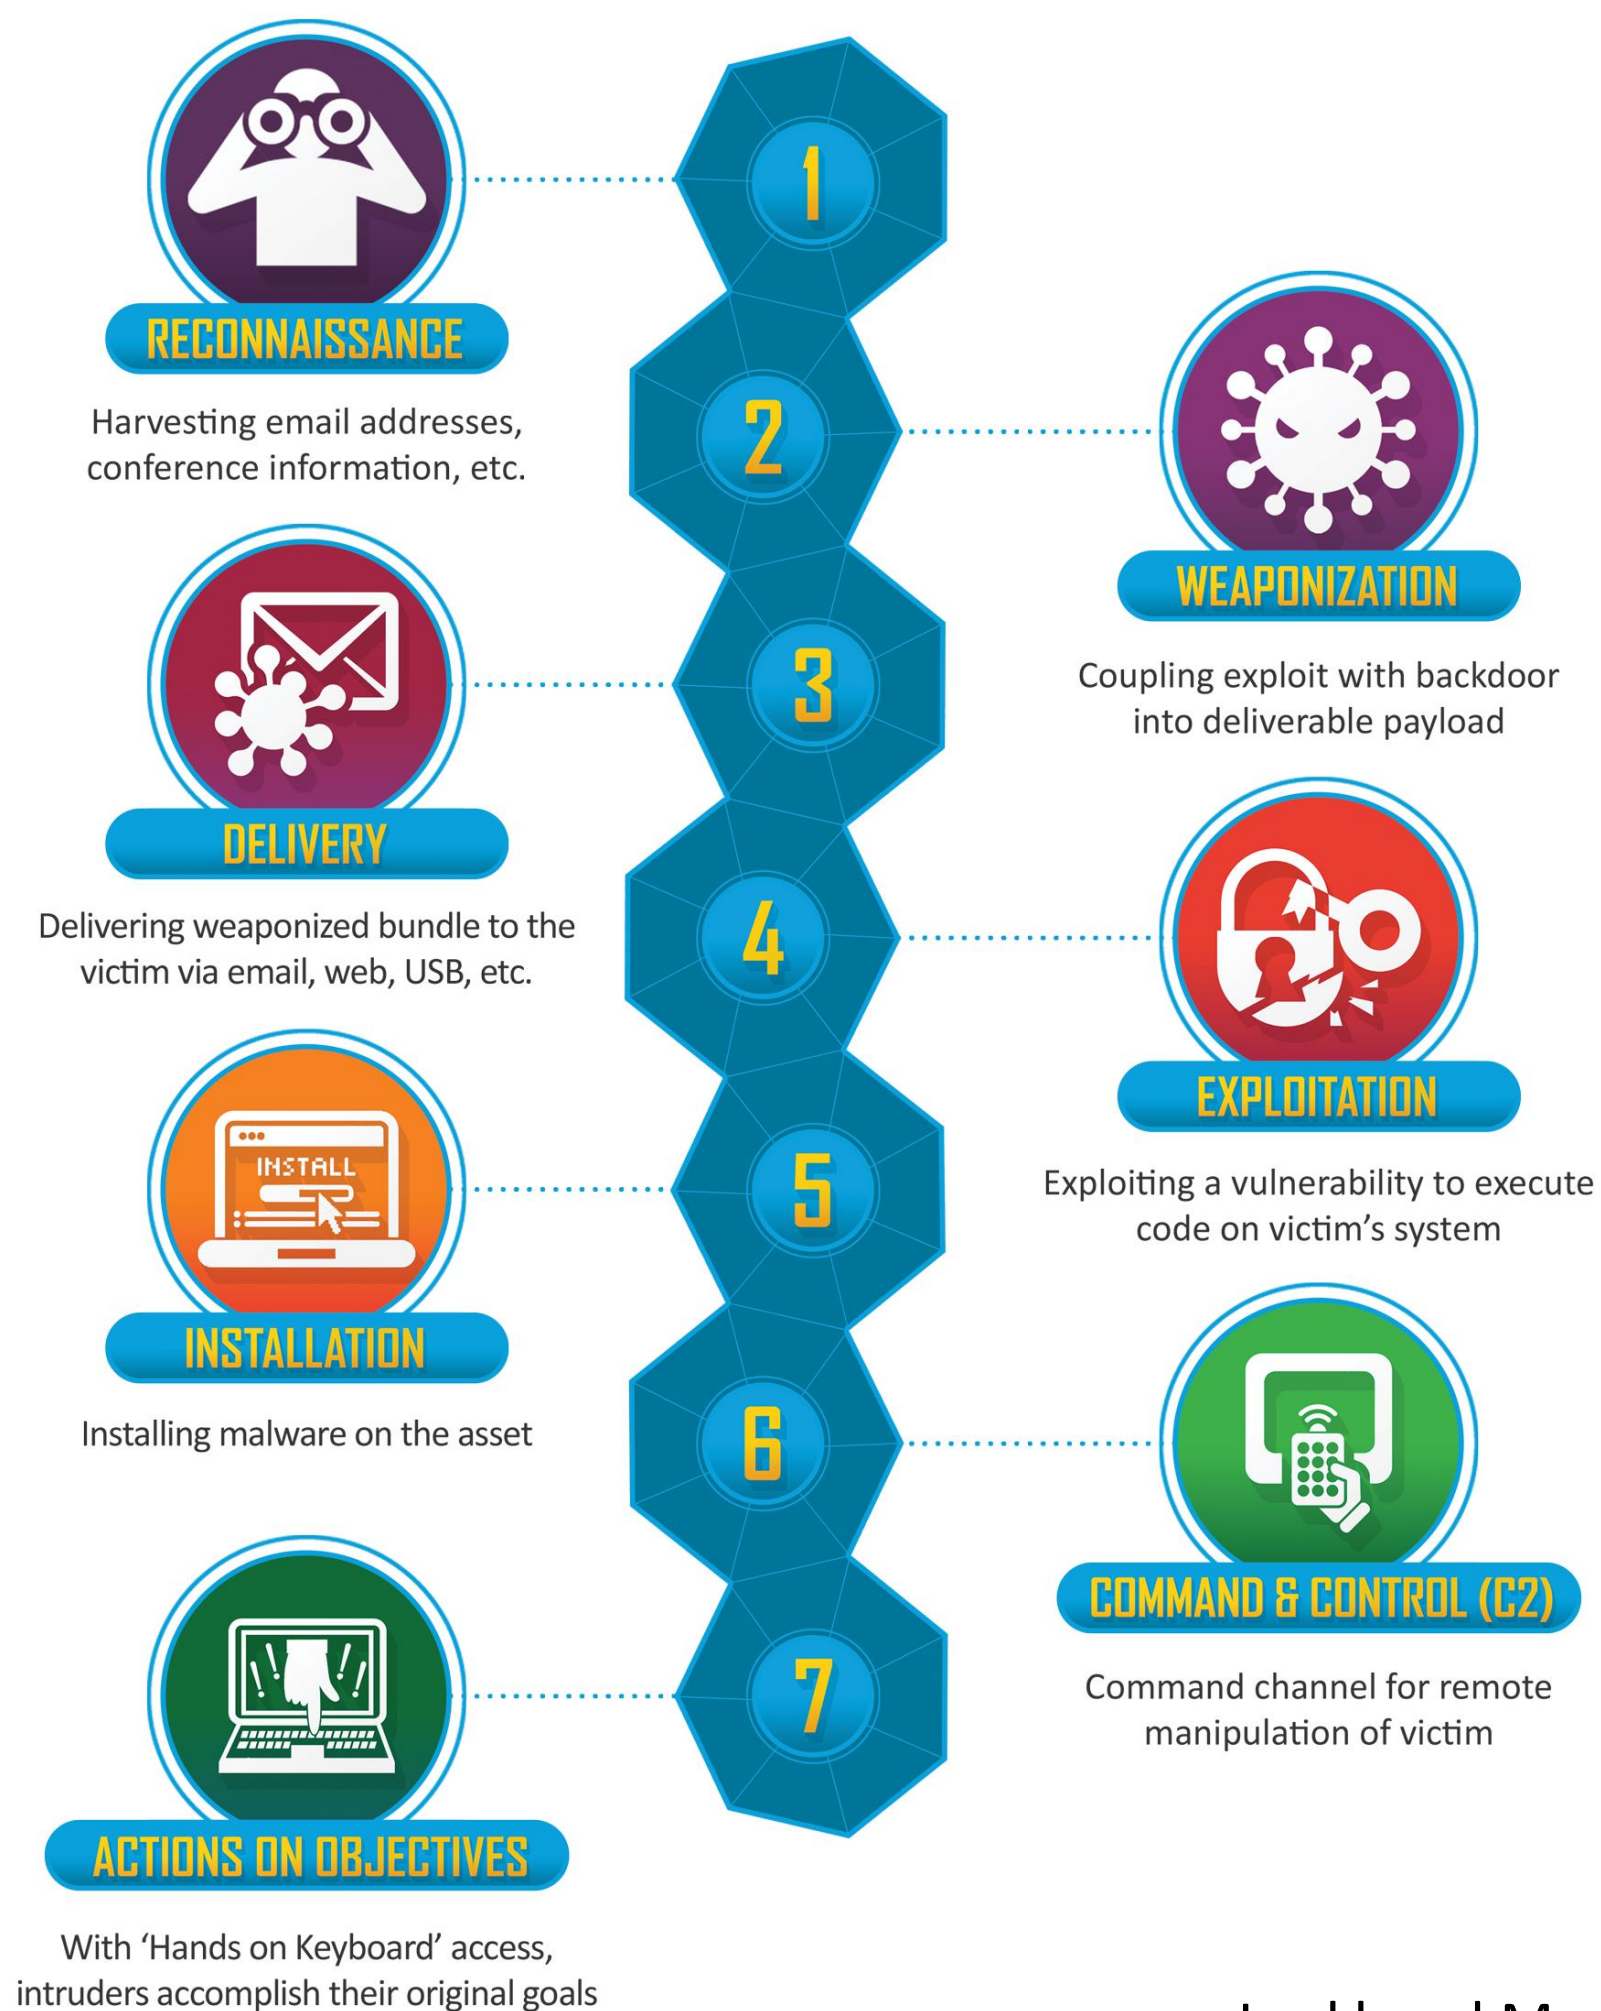 1
RECONNAISSANCE
Harvesting email addresses,
conference information, etc.
2
WEAPONIZATION
Coupling exploit with backdoor
into deliverable payload
3
DELIVERY
Delivering weaponized bundle to the
victim via email, web, USB, etc.
4
EXPLOITATION
Exploiting a vulnerability to execute
code on victim's system
5
INSTALL
INSTALLATION
Installing malware on the asset
6
COMMAND & CONTROL (C2)
Command channel for remote
manipulation of victim
7
ACTIONS ON OBJECTIVES
With ‘Hands on Keyboard’ access,
intruders accomplish their original goals